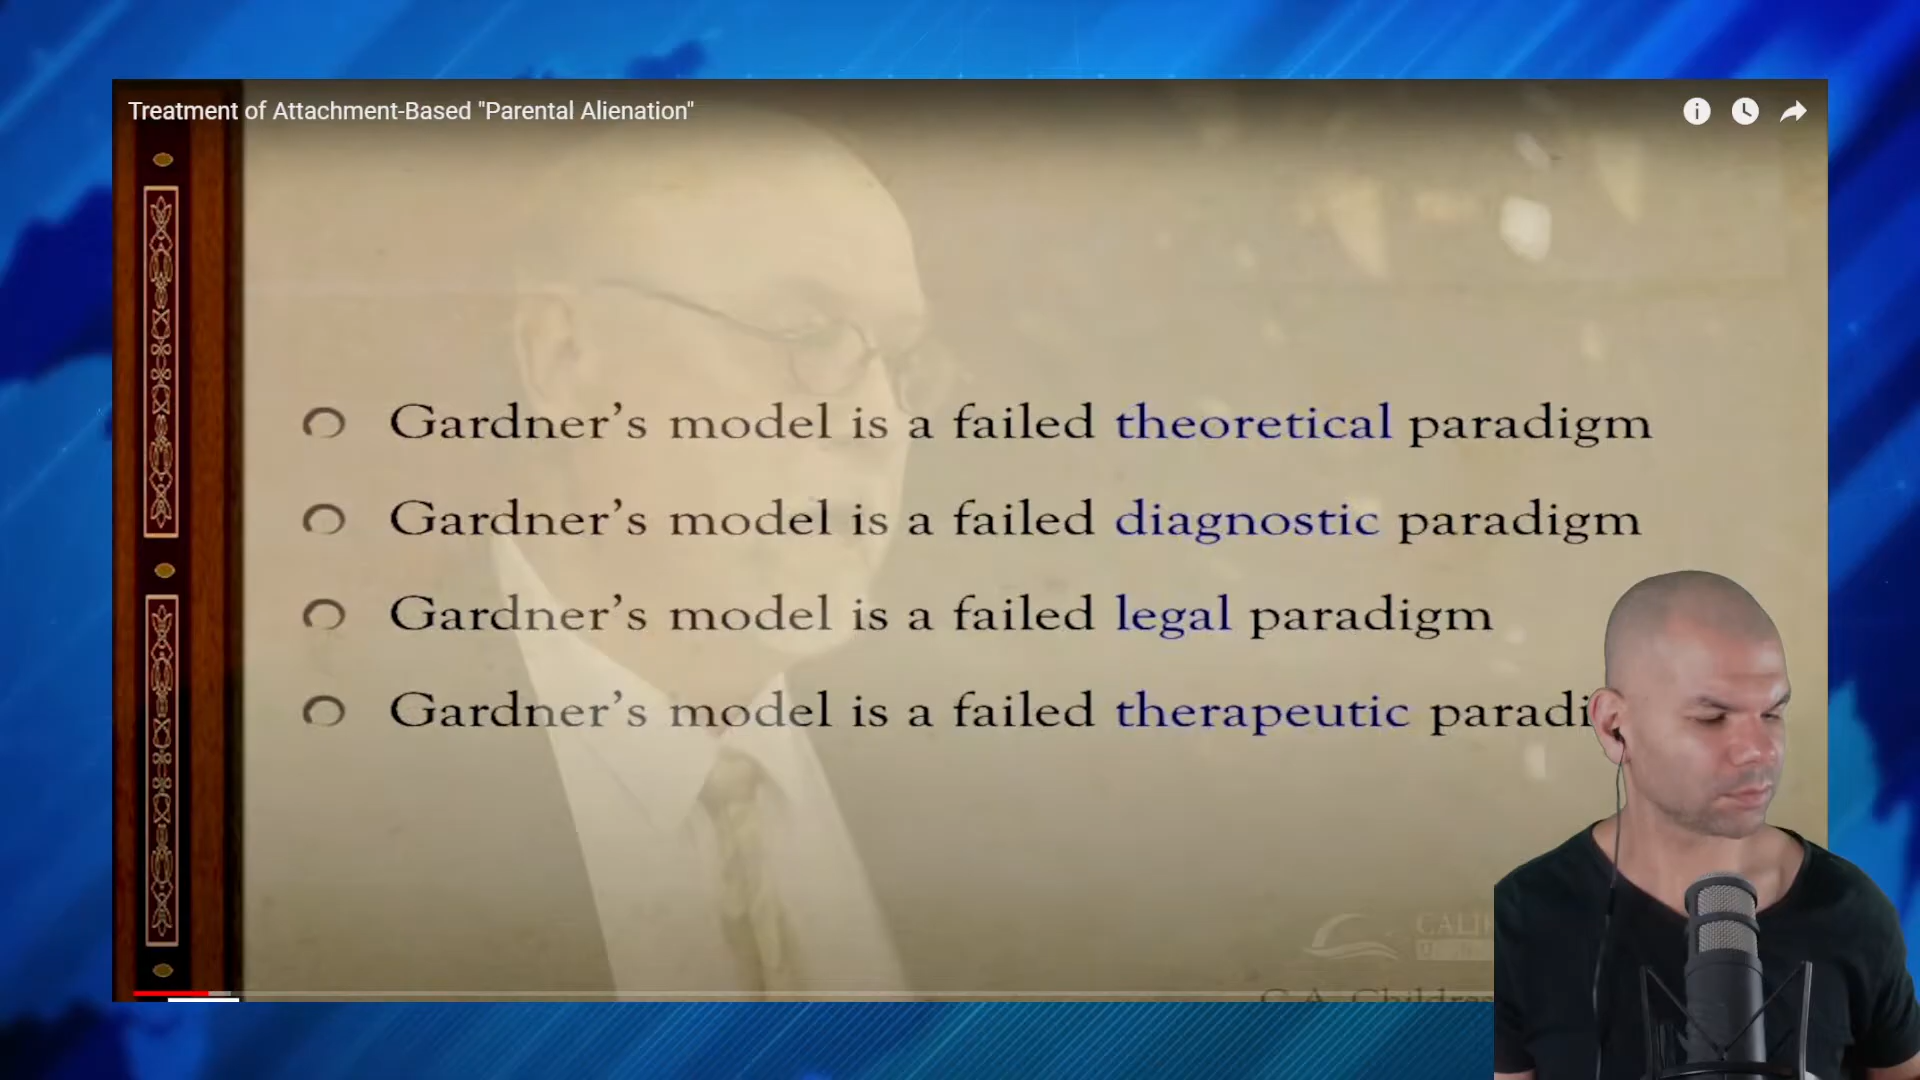 Treatment of Attachment-Based "Parental Alienation"
Gardner's model is a failed theoretical paradigm
Gardner's model is a failed diagnostic paradigm
Gardner's model is a failed legal paradigm
Gardner's model is a failed therapeutic paradi